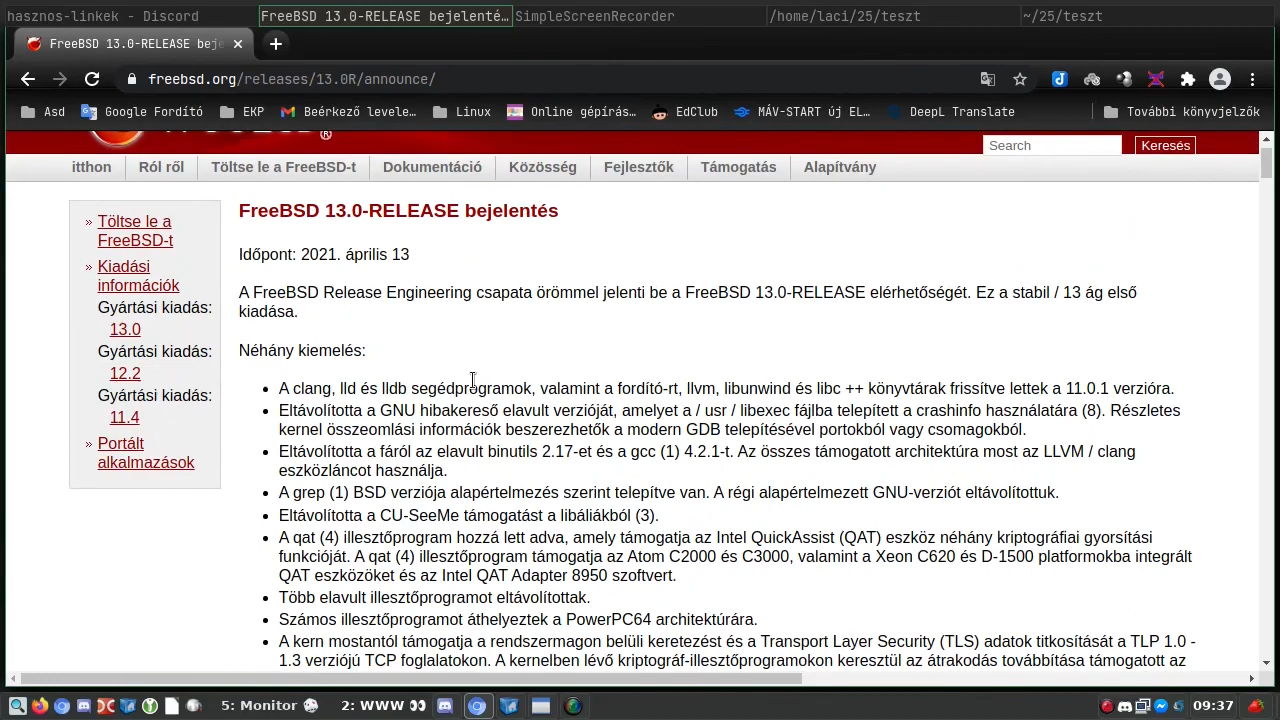 hasznos-linkek - Discord
FreeBSD 13.0-RELEASE bejelenté…
SimpleScreenRecorder
/home/laci/25/teszt
~/25/teszt
FreeBSD 13.0-RELEASE beje
freebsd.org/releases/13.0R/announce/
Asd
Google Fordító
EKP
Beérkező levele…
Linux
Online gépírás…
EdClub
MÁV-START új EL…
DeepL Translate
További könyvjelzők
®
Search
Keresés
itthon
Ról ről
Töltse le a FreeBSD-t
Dokumentáció
Közösség
Fejlesztők
Támogatás
Alapítvány
» Töltse le a
FreeBSD-t
» Kiadási
információk
Gyártási kiadás:
13.0
Gyártási kiadás:
12.2
Gyártási kiadás:
11.4
» Portált
alkalmazások
FreeBSD 13.0-RELEASE bejelentés
Időpont: 2021. április 13
A FreeBSD Release Engineering csapata örömmel jelenti be a FreeBSD 13.0-RELEASE elérhetőségét. Ez a stabil / 13 ág első
kiadása.
Néhány kiemelés:
• A clang, lld és lldb segédprogramok, valamint a fordító-rt, llvm, libunwind és libc ++ könyvtárak frissítve lettek a 11.0.1 verzióra.
• Eltávolította a GNU hibakereső elavult verzióját, amelyet a / usr / libexec fájlba telepített a crashinfo használatára (8). Részletes
kernel összeomlási információk beszerezhetők a modern GDB telepítésével portokból vagy csomagokból.
• Eltávolította a fáról az elavult binutils 2.17-et és a gcc (1) 4.2.1-t. Az összes támogatott architektúra most az LLVM / clang
eszközláncot használja.
• A grep (1) BSD verziója alapértelmezés szerint telepítve van. A régi alapértelmezett GNU-verziót eltávolítottuk.
• Eltávolította a CU-SeeMe támogatást a libáliákból (3).
• A qat (4) illesztőprogram hozzá lett adva, amely támogatja az Intel QuickAssist (QAT) eszköz néhány kriptográfiai gyorsítási
funkcióját. A qat (4) illesztőprogram támogatja az Atom C2000 és C3000, valamint a Xeon C620 és D-1500 platformokba integrált
QAT eszközöket és az Intel QAT Adapter 8950 szoftvert.
• Több elavult illesztőprogramot eltávolítottak.
• Számos illesztőprogramot áthelyeztek a PowerPC64 architektúrára.
• A kern mostantól támogatja a rendszermagon belüli keretezést és a Transport Layer Security (TLS) adatok titkosítását a TLP 1.0 -
1.3 verziójú TCP foglalatokon. A kernelben lévő kriptográf-illesztőprogramokon keresztül az átrakodás továbbítása támogatott az
5: Monitor
2: WWW
09:37